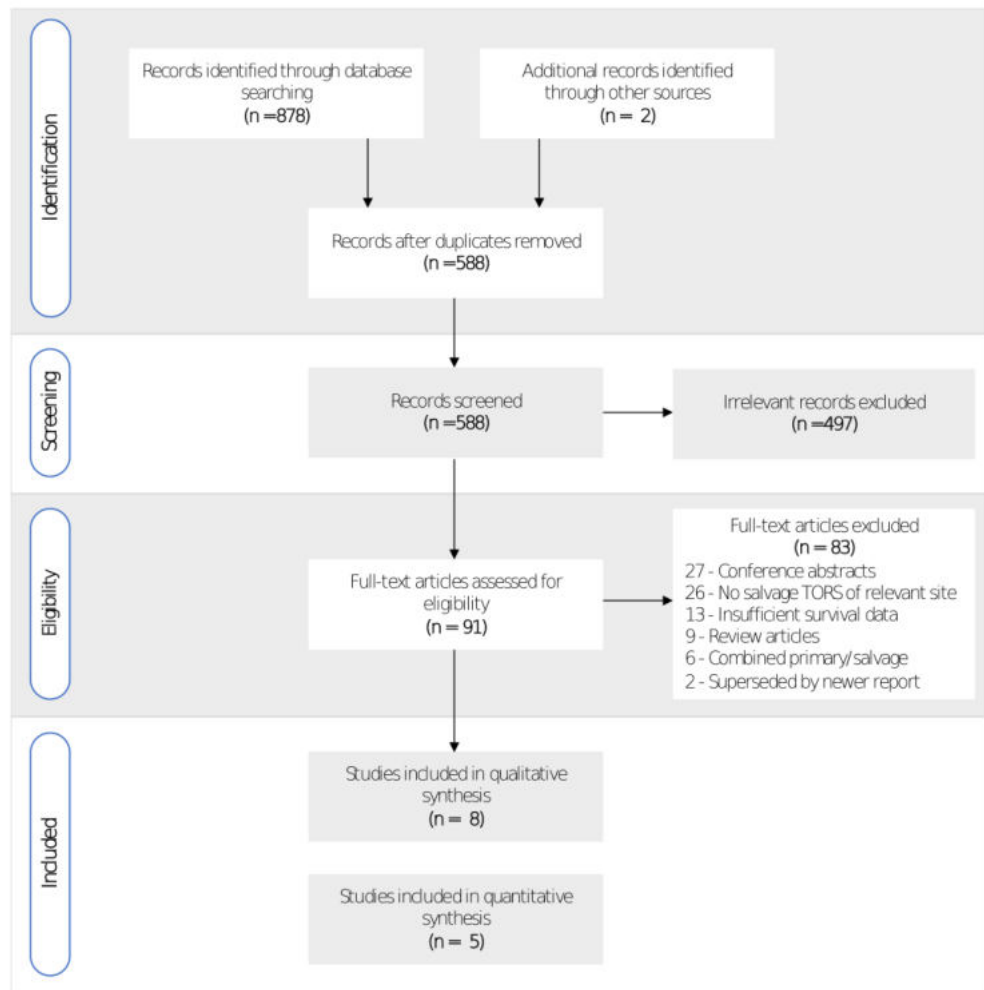 Identification
Records identified through database
searching
(n =878)
Additional records identified
through other sources
(n = 2)
Records after duplicates removed
(n =588)
Screening
Records screened
(n =588)
Irrelevant records excluded
(n =497)
Eligibility
Full-text articles assessed for
eligibility
(n = 91)
Full-text articles excluded
(n = 83)
27 - Conference abstracts
26 - No salvage TORS of relevant site
13 - Insufficient survival data
9 - Review articles
6 - Combined primary/salvage
2 - Superseded by newer report
Included
Studies included in qualitative
synthesis
(n = 8)
Studies included in quantitative
synthesis
(n = 5)